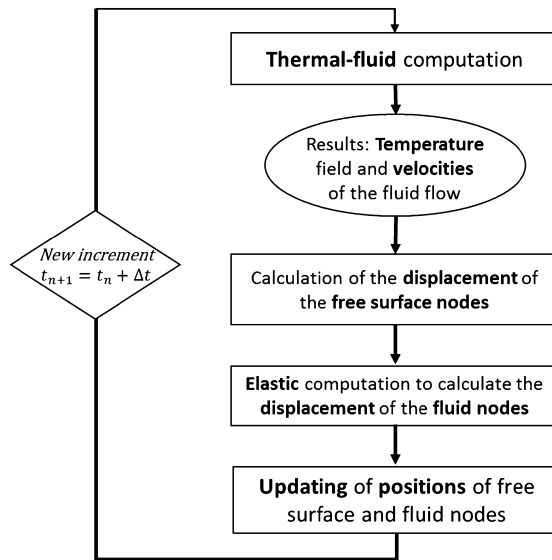 Thermal-fluid computation
Results: Temperature
field and velocities
of the fluid flow
New increment
tₙ₊₁ = tₙ + Δt
Calculation of the displacement of
the free surface nodes
Elastic computation to calculate the
displacement of the fluid nodes
Updating of positions of free
surface and fluid nodes